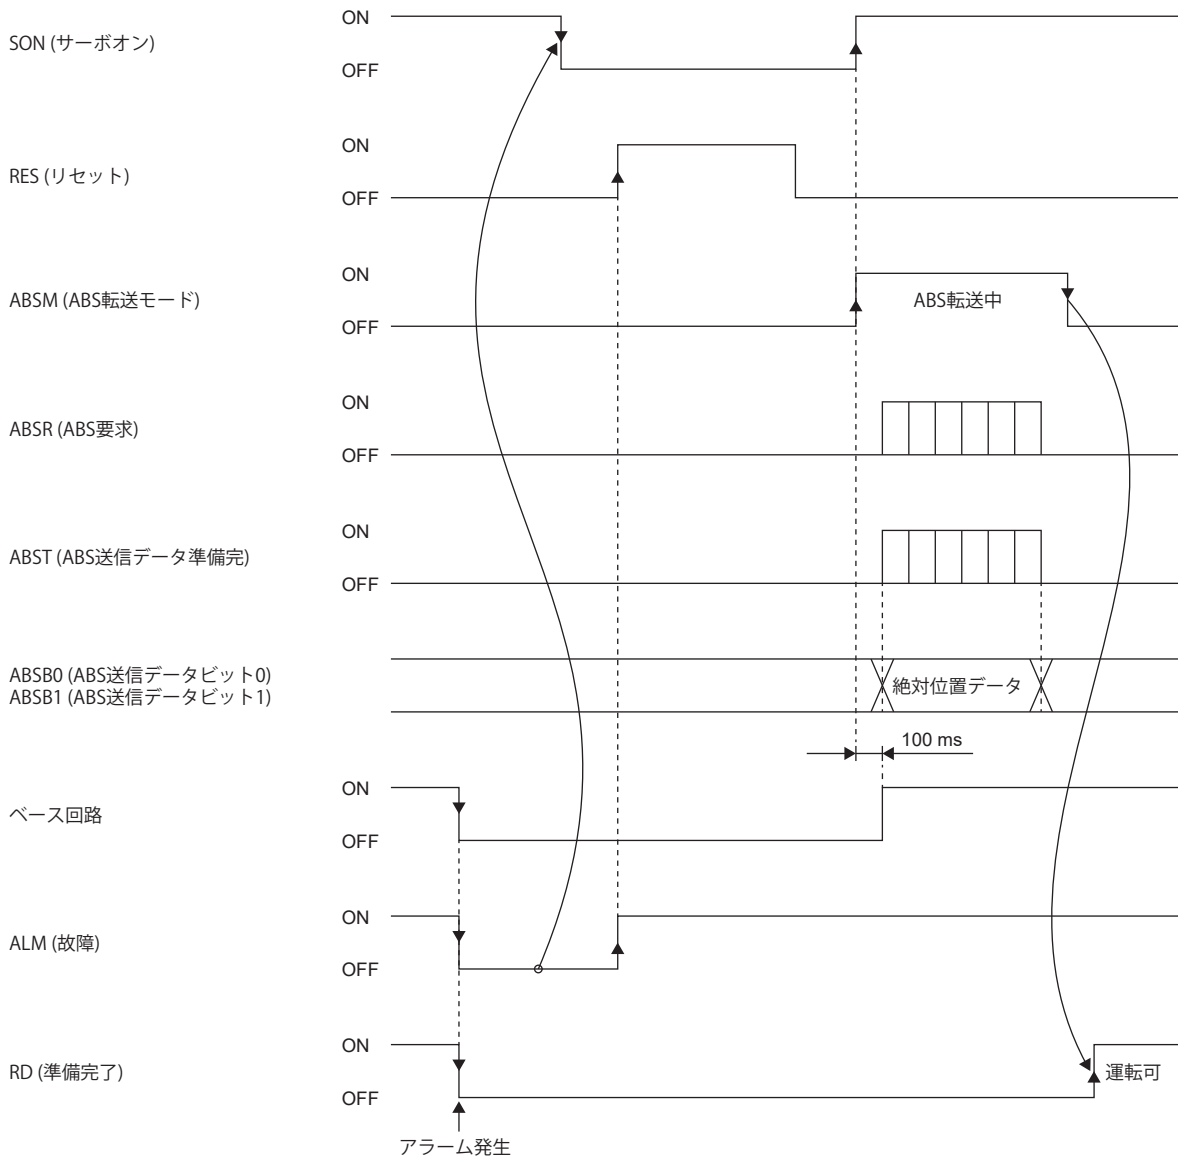 ON
SON (サーボオン)
OFF
ON
RES (リセット)
OFF
ON
ABSM (ABS転送モード)
ABS転送中
OFF
ON
ABSR (ABS要求)
OFF
ON
ABST (ABS送信データ準備完)
OFF
ABSB0 (ABS送信データビット0)
ABSB1 (ABS送信データビット1)
絶対位置データ
100 ms
ON
ベース回路
OFF
ON
ALM (故障)
OFF
ON
RD (準備完了)
運転可
OFF
アラーム発生